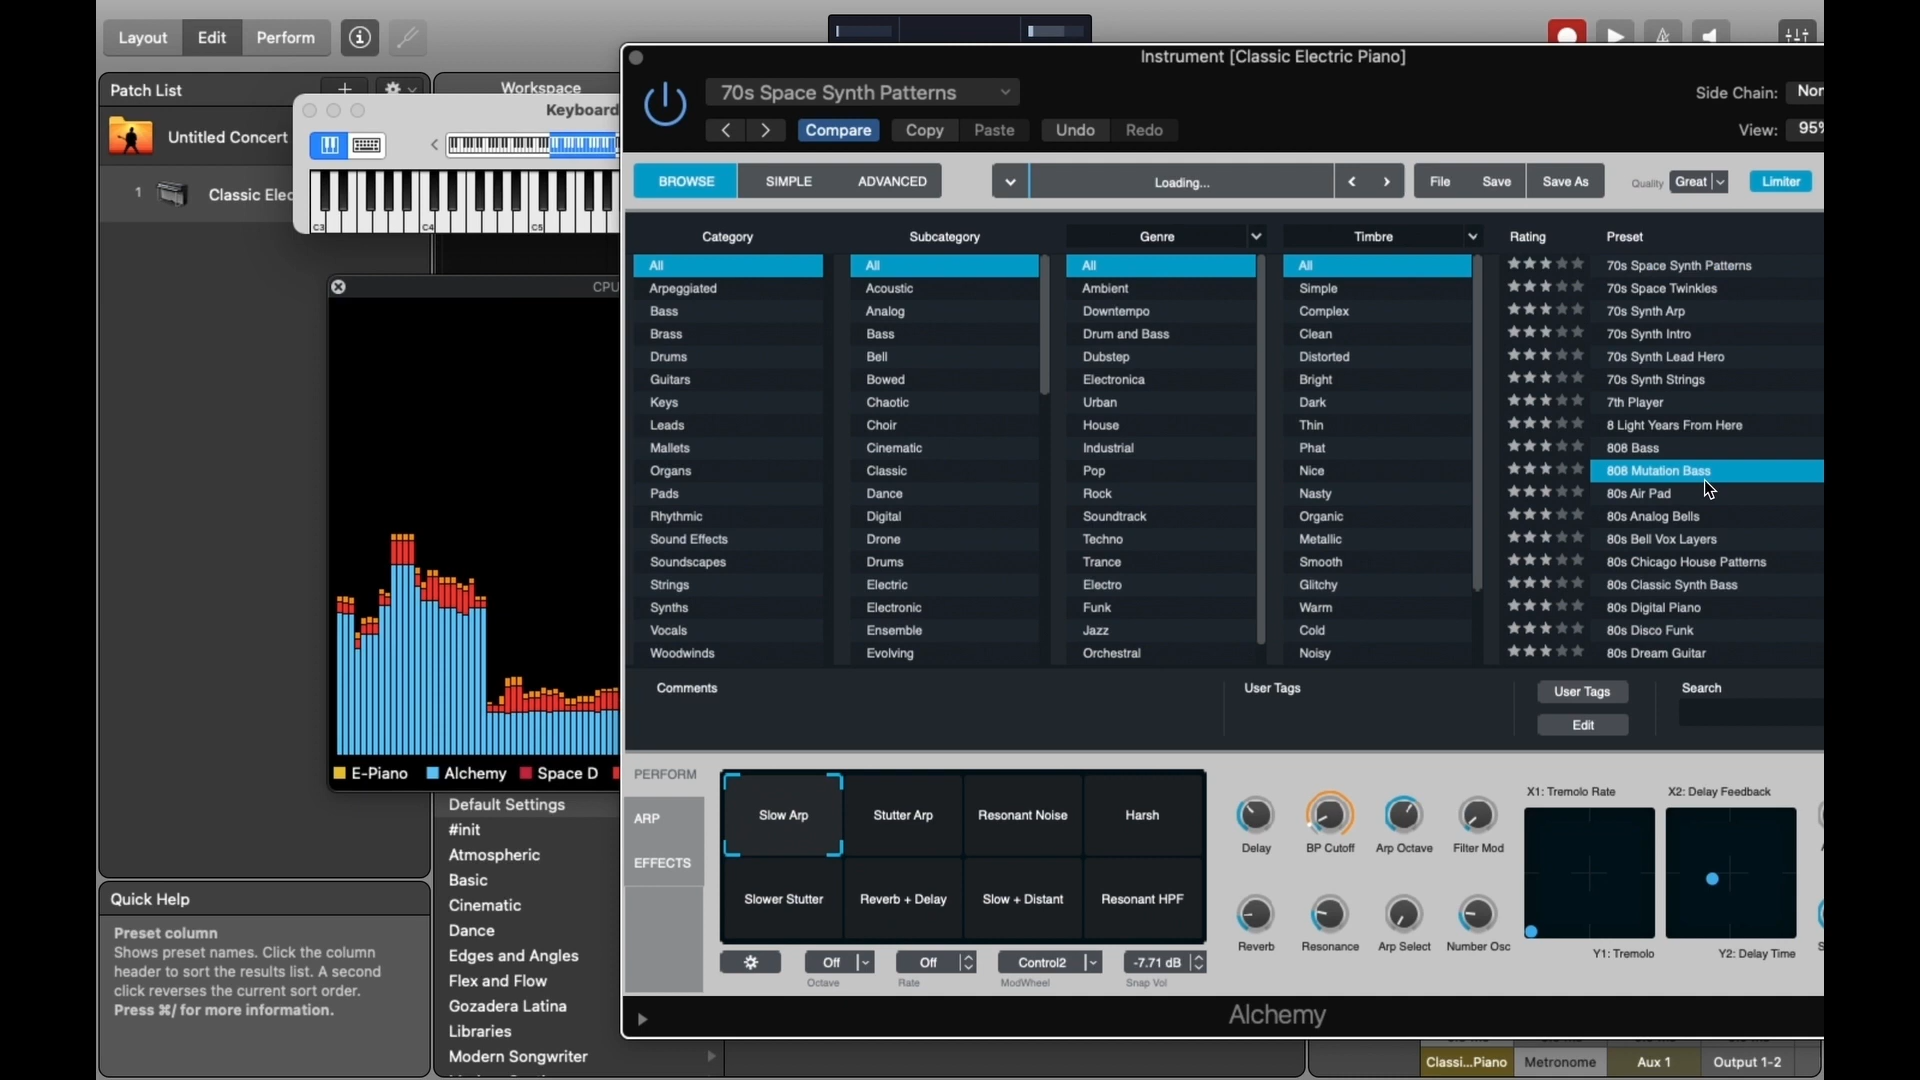 Layout
Edit
Perform
Instrument [Classic Electric Piano]
Patch List
Workspace
Untitled Concert
1
Classic Elec
Keyboard
C3
C4
C5
CPU
E-Piano
Alchemy
Space D
Default Settings
#init
Atmospheric
Basic
Cinematic
Dance
Edges and Angles
Flex and Flow
Gozadera Latina
Libraries
Modern Songwriter
Quick Help
Preset column
Shows preset names. Click the column
header to sort the results list. A second
click reverses the current sort order.
Press ⌘/ for more information.
70s Space Synth Patterns
Side Chain:
Non
Compare
Copy
Paste
Undo
Redo
View:
95%
BROWSE
SIMPLE
ADVANCED
Loading...
File
Save
Save As
Quality
Great
Limiter
Category
Subcategory
Genre
Timbre
Rating
Preset
All
All
All
All
70s Space Synth Patterns
Arpeggiated
Acoustic
Ambient
Simple
70s Space Twinkles
Bass
Analog
Downtempo
Complex
70s Synth Arp
Brass
Bass
Drum and Bass
Clean
70s Synth Intro
Drums
Bell
Dubstep
Distorted
70s Synth Lead Hero
Guitars
Bowed
Electronica
Bright
70s Synth Strings
Keys
Chaotic
Urban
Dark
7th Player
Leads
Choir
House
Thin
8 Light Years From Here
Mallets
Cinematic
Industrial
Phat
808 Bass
Organs
Classic
Pop
Nice
808 Mutation Bass
Pads
Dance
Rock
Nasty
80s Air Pad
Rhythmic
Digital
Soundtrack
Organic
80s Analog Bells
Sound Effects
Drone
Techno
Metallic
80s Bell Vox Layers
Soundscapes
Drums
Trance
Smooth
80s Chicago House Patterns
Strings
Electric
Electro
Glitchy
80s Classic Synth Bass
Synths
Electronic
Funk
Warm
80s Digital Piano
Vocals
Ensemble
Jazz
Cold
80s Disco Funk
Woodwinds
Evolving
Orchestral
Noisy
80s Dream Guitar
Comments
User Tags
User Tags
Edit
Search
PERFORM
ARP
EFFECTS
Slow Arp
Stutter Arp
Resonant Noise
Harsh
Slower Stutter
Reverb + Delay
Slow + Distant
Resonant HPF
Off
Off
Control2
-7.71 dB
Octave
Rate
ModWheel
Snap Vol
Delay
BP Cutoff
Arp Octave
Filter Mod
Reverb
Resonance
Arp Select
Number Osc
X1: Tremolo Rate
X2: Delay Feedback
Y1: Tremolo
Y2: Delay Time
Alchemy
Classi...Piano
Metronome
Aux 1
Output 1-2